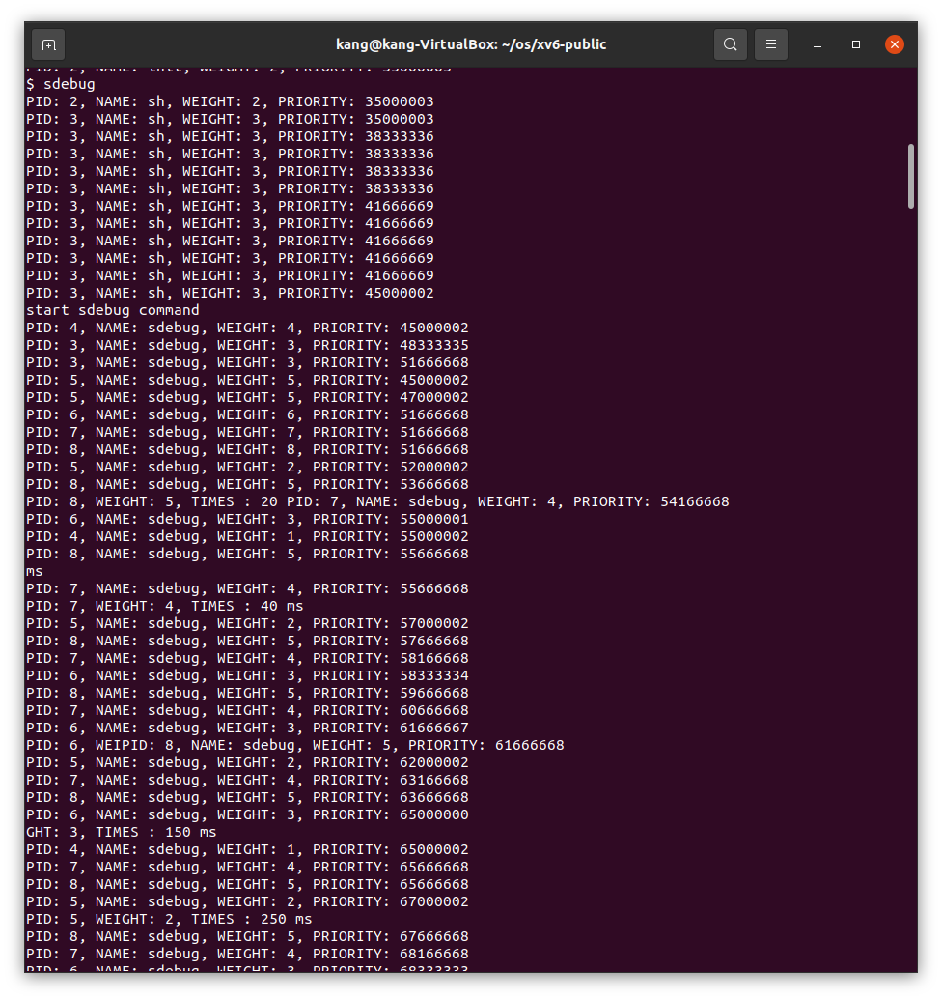 kang@kang-VirtualBox: ~/os/xv6-public
PID: 2, NAME: init, WEIGHT: 2, PRIORITY: 35000003
$ sdebug
PID: 2, NAME: sh, WEIGHT: 2, PRIORITY: 35000003
PID: 3, NAME: sh, WEIGHT: 3, PRIORITY: 35000003
PID: 3, NAME: sh, WEIGHT: 3, PRIORITY: 38333336
PID: 3, NAME: sh, WEIGHT: 3, PRIORITY: 38333336
PID: 3, NAME: sh, WEIGHT: 3, PRIORITY: 38333336
PID: 3, NAME: sh, WEIGHT: 3, PRIORITY: 38333336
PID: 3, NAME: sh, WEIGHT: 3, PRIORITY: 41666669
PID: 3, NAME: sh, WEIGHT: 3, PRIORITY: 41666669
PID: 3, NAME: sh, WEIGHT: 3, PRIORITY: 41666669
PID: 3, NAME: sh, WEIGHT: 3, PRIORITY: 41666669
PID: 3, NAME: sh, WEIGHT: 3, PRIORITY: 41666669
PID: 3, NAME: sh, WEIGHT: 3, PRIORITY: 45000002
start sdebug command
PID: 4, NAME: sdebug, WEIGHT: 4, PRIORITY: 45000002
PID: 3, NAME: sdebug, WEIGHT: 3, PRIORITY: 48333335
PID: 3, NAME: sdebug, WEIGHT: 3, PRIORITY: 51666668
PID: 5, NAME: sdebug, WEIGHT: 5, PRIORITY: 45000002
PID: 5, NAME: sdebug, WEIGHT: 5, PRIORITY: 47000002
PID: 6, NAME: sdebug, WEIGHT: 6, PRIORITY: 51666668
PID: 7, NAME: sdebug, WEIGHT: 7, PRIORITY: 51666668
PID: 8, NAME: sdebug, WEIGHT: 8, PRIORITY: 51666668
PID: 5, NAME: sdebug, WEIGHT: 2, PRIORITY: 52000002
PID: 8, NAME: sdebug, WEIGHT: 5, PRIORITY: 53666668
PID: 8, WEIGHT: 5, TIMES : 20 PID: 7, NAME: sdebug, WEIGHT: 4, PRIORITY: 54166668
PID: 6, NAME: sdebug, WEIGHT: 3, PRIORITY: 55000001
PID: 4, NAME: sdebug, WEIGHT: 1, PRIORITY: 55000002
PID: 8, NAME: sdebug, WEIGHT: 5, PRIORITY: 55666668
ms
PID: 7, NAME: sdebug, WEIGHT: 4, PRIORITY: 55666668
PID: 7, WEIGHT: 4, TIMES : 40 ms
PID: 5, NAME: sdebug, WEIGHT: 2, PRIORITY: 57000002
PID: 8, NAME: sdebug, WEIGHT: 5, PRIORITY: 57666668
PID: 7, NAME: sdebug, WEIGHT: 4, PRIORITY: 58166668
PID: 6, NAME: sdebug, WEIGHT: 3, PRIORITY: 58333334
PID: 8, NAME: sdebug, WEIGHT: 5, PRIORITY: 59666668
PID: 7, NAME: sdebug, WEIGHT: 4, PRIORITY: 60666668
PID: 6, NAME: sdebug, WEIGHT: 3, PRIORITY: 61666667
PID: 6, WEIPID: 8, NAME: sdebug, WEIGHT: 5, PRIORITY: 61666668
PID: 5, NAME: sdebug, WEIGHT: 2, PRIORITY: 62000002
PID: 7, NAME: sdebug, WEIGHT: 4, PRIORITY: 63166668
PID: 8, NAME: sdebug, WEIGHT: 5, PRIORITY: 63666668
PID: 6, NAME: sdebug, WEIGHT: 3, PRIORITY: 65000000
GHT: 3, TIMES : 150 ms
PID: 4, NAME: sdebug, WEIGHT: 1, PRIORITY: 65000002
PID: 7, NAME: sdebug, WEIGHT: 4, PRIORITY: 65666668
PID: 8, NAME: sdebug, WEIGHT: 5, PRIORITY: 65666668
PID: 5, NAME: sdebug, WEIGHT: 2, PRIORITY: 67000002
PID: 5, WEIGHT: 2, TIMES : 250 ms
PID: 8, NAME: sdebug, WEIGHT: 5, PRIORITY: 67666668
PID: 7, NAME: sdebug, WEIGHT: 4, PRIORITY: 68166668
PID: 6, NAME: sdebug, WEIGHT: 3, PRIORITY: 68333333